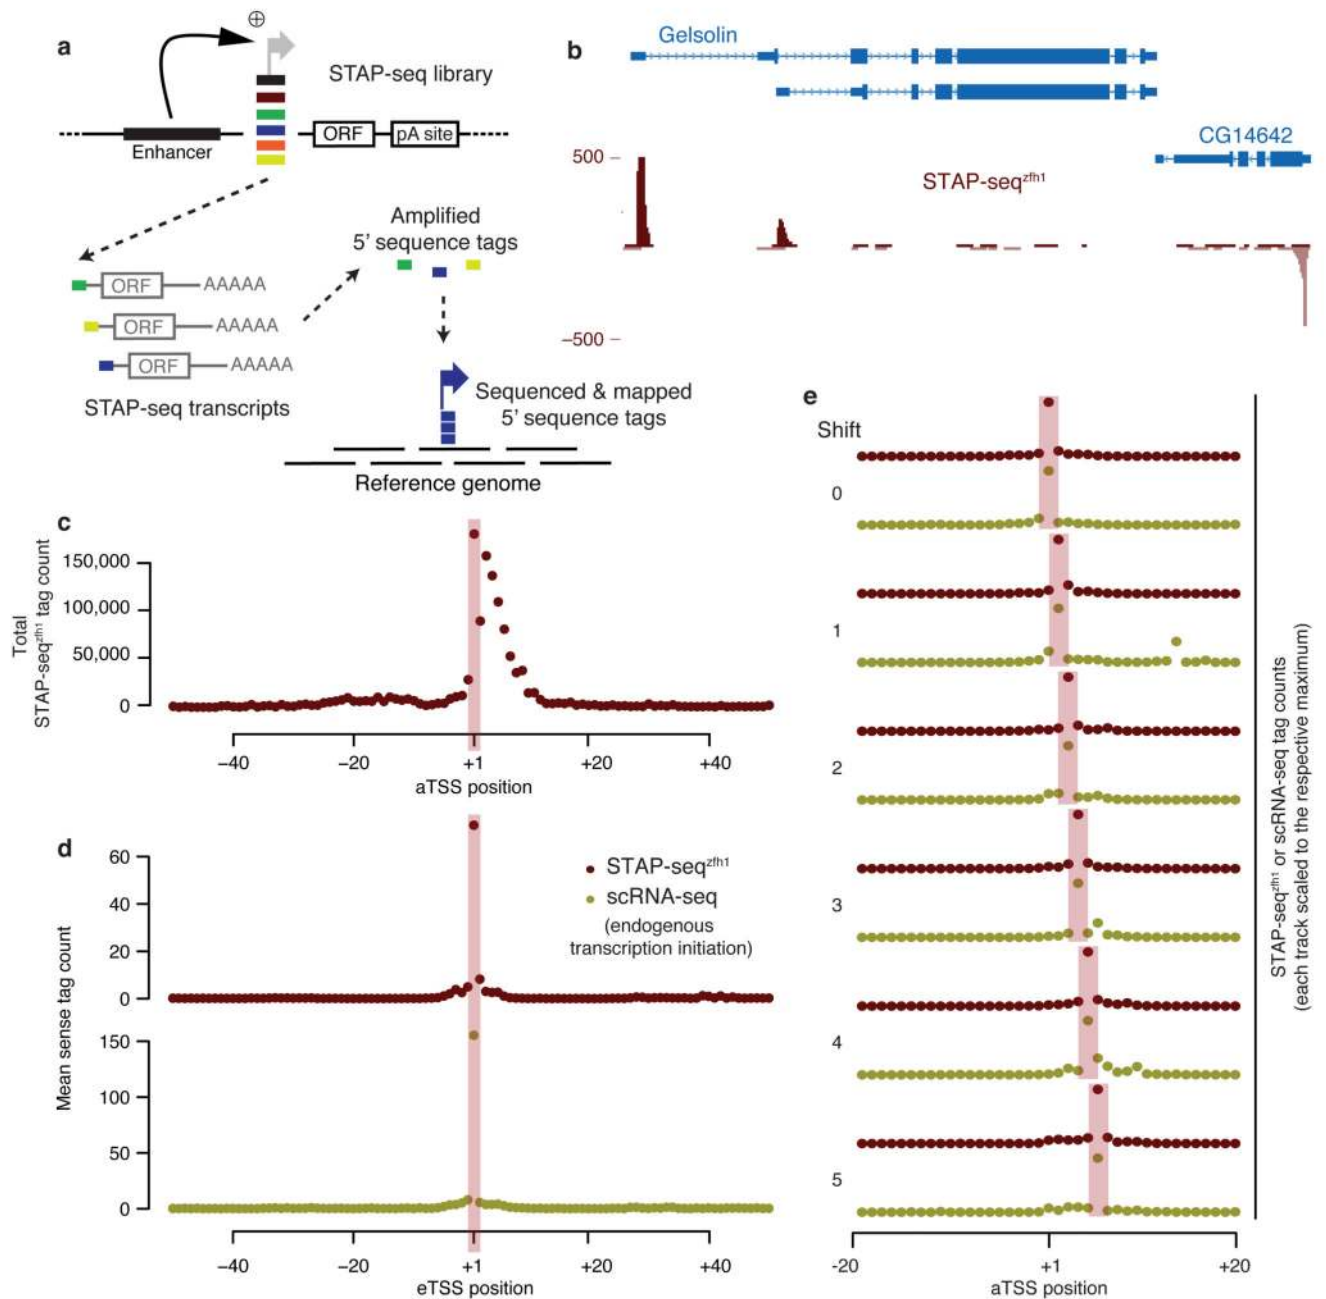 a
⊕
STAP-seq library
Enhancer
ORF
pA site
Amplified
5' sequence tags
ORF
AAAAA
ORF
AAAAA
ORF
AAAAA
STAP-seq transcripts
Sequenced & mapped
5' sequence tags
Reference genome
b
Gelsolin
CG14642
500
STAP-seq^zfh1
−500
c
Total
STAP-seq^zfh1 tag count
150,000
100,000
50,000
0
−40
−20
+1
+20
+40
aTSS position
d
Mean sense tag count
60
40
20
0
STAP-seq^zfh1
scRNA-seq
(endogenous
transcription initiation)
150
100
50
0
−40
−20
+1
+20
+40
eTSS position
e
Shift
0
1
2
3
4
5
-20
+1
+20
aTSS position
STAP-seq^zfh1 or scRNA-seq tag counts
(each track scaled to the respective maximum)